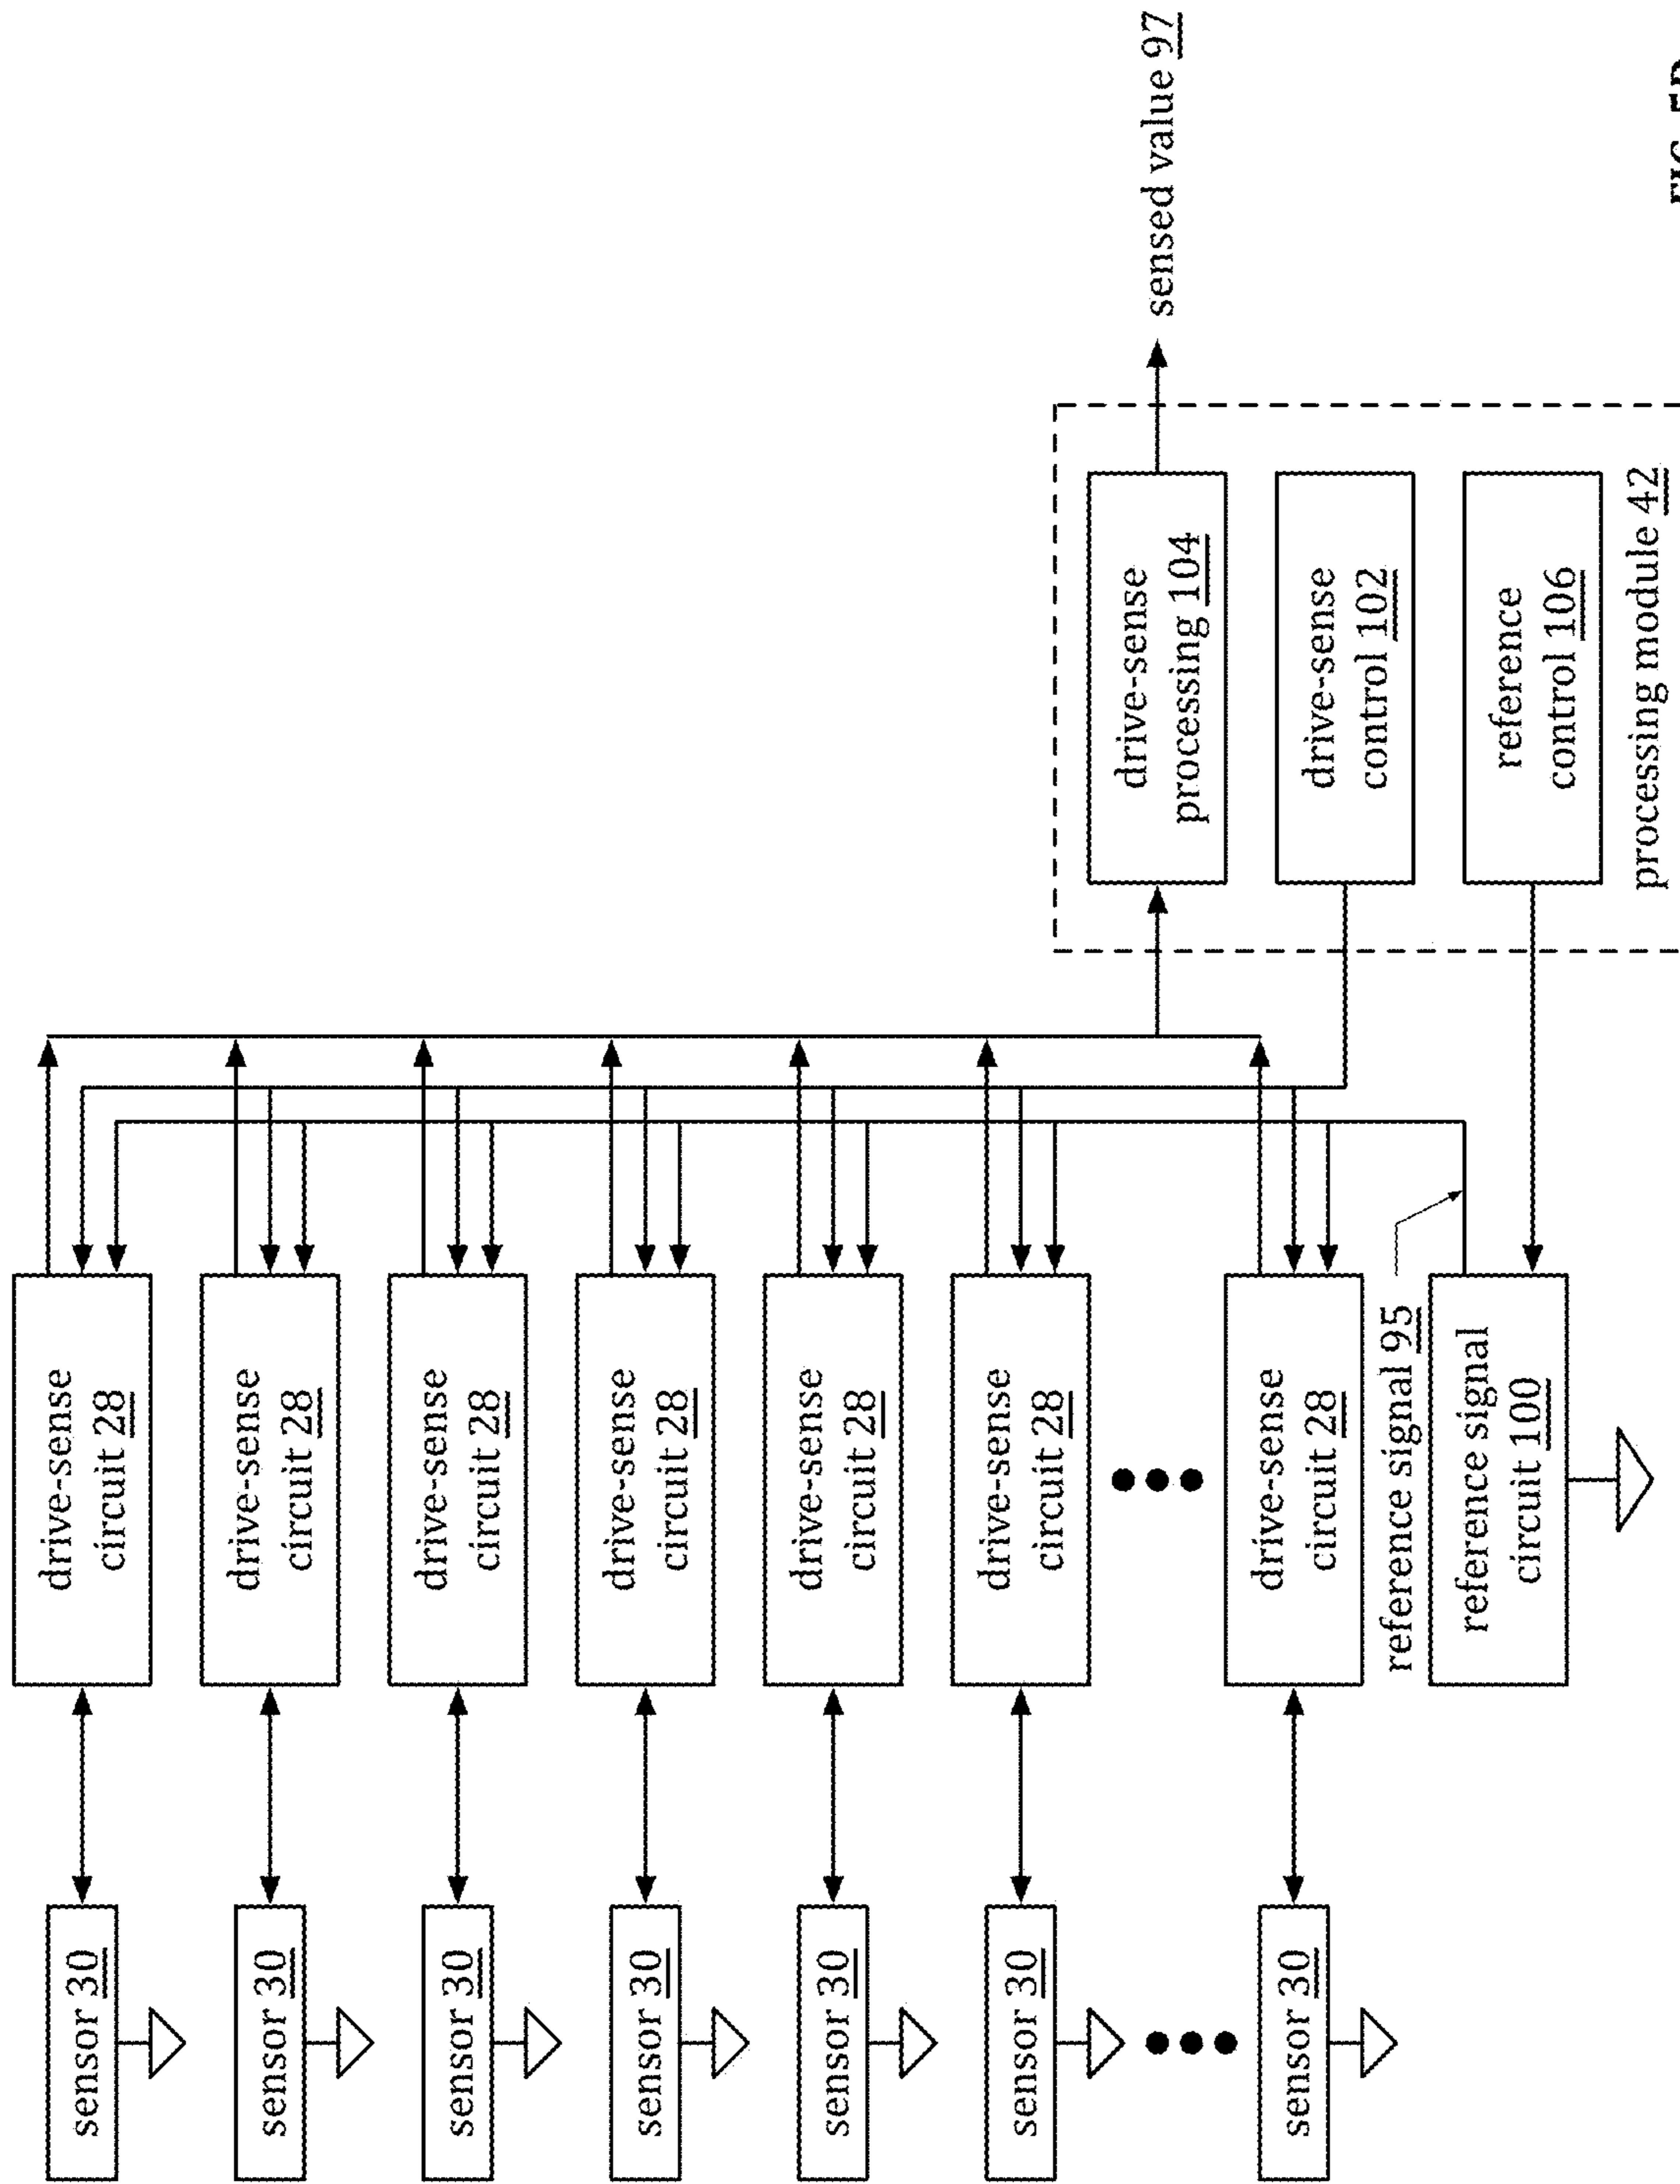 sensor 30
drive-sense
circuit 28
sensor 30
drive-sense
circuit 28
sensor 30
drive-sense
circuit 28
sensor 30
drive-sense
circuit 28
sensor 30
drive-sense
circuit 28
sensor 30
drive-sense
circuit 28
sensor 30
drive-sense
circuit 28
reference signal 95
reference signal
circuit 100
drive-sense
processing 104
sensed value 97
drive-sense
control 102
reference
control 106
processing module 42